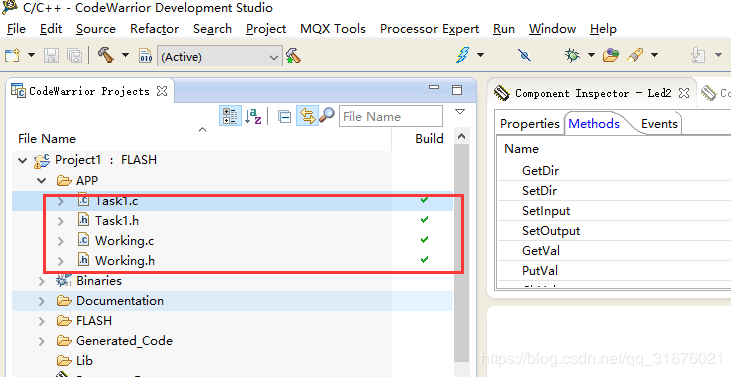 C/C++ - CodeWarrior Development Studio
File Edit Source Refactor Search Project MQX Tools Processor Expert Run Window Help
(Active)
CodeWarrior Projects
File Name
File Name Build
Project1 : FLASH
APP
Task1.c
Task1.h
Working.c
Working.h
Binaries
Documentation
FLASH
Generated_Code
Lib
Component Inspector - Led2
Properties Methods Events
Name
GetDir
SetDir
SetInput
SetOutput
GetVal
PutVal
https://blog.csdn.net/qq_31676021